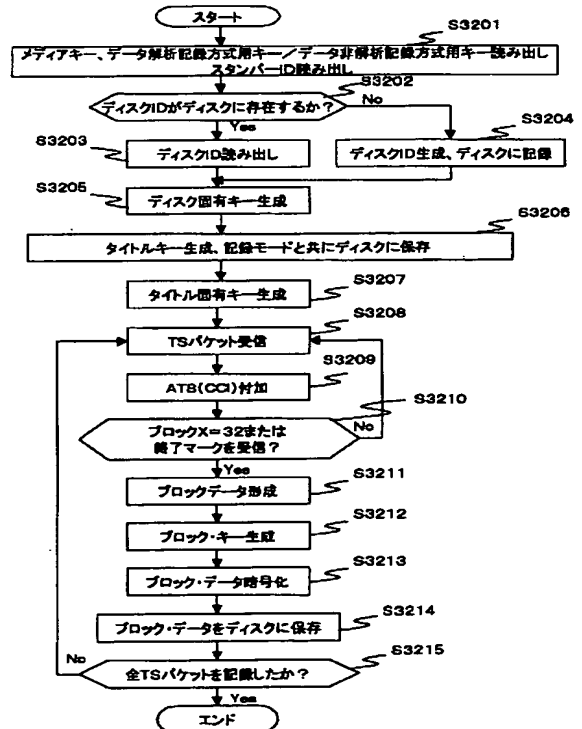 スタート
S3201
メディアキー、データ解析記録方式用キー/データ非解析記録方式用キー読み出し
スタンパーID読み出し
S3202
ディスクIDがディスクに存在するか?
No
Yes
S3203
ディスクID読み出し
S3204
ディスクID生成、ディスクに記録
S3205
ディスク固有キー生成
S3206
タイトルキー生成、記録モードと共にディスクに保存
S3207
タイトル固有キー生成
S3208
TSパケット受信
S3209
ATS(CCI)付加
S3210
ブロックX=32または
終了マークを受信?
No
Yes
S3211
ブロックデータ形成
S3212
ブロック・キー生成
S3213
ブロック・データ暗号化
S3214
ブロック・データをディスクに保存
S3215
No
全TSパケットを記録したか?
Yes
エンド